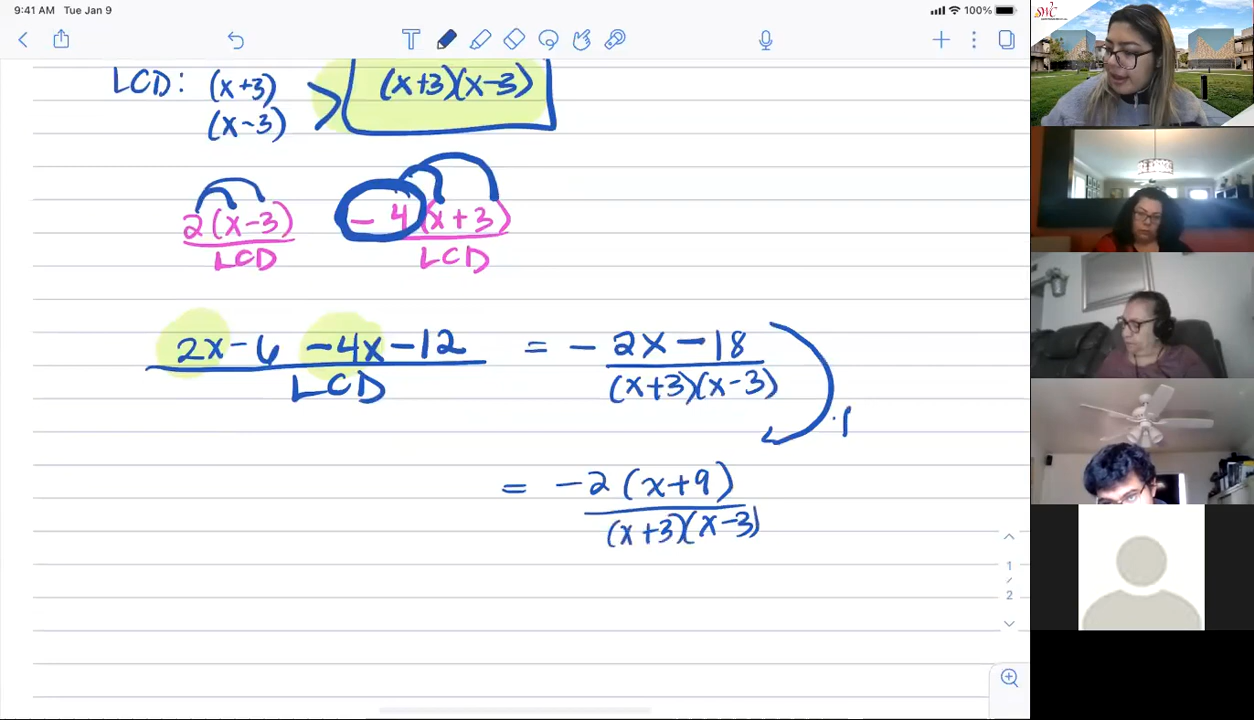 9:41 AM Tue Jan 9
100%
LCD: (x+3) > (x+3)(x-3)
(x-3)
2(x-3) -4(x+3)
LCD LCD
2x-6 -4x-12 = -2x-18
LCD (x+3)(x-3)
= -2(x+9)
(x+3)(x-3)
1
2
SWC